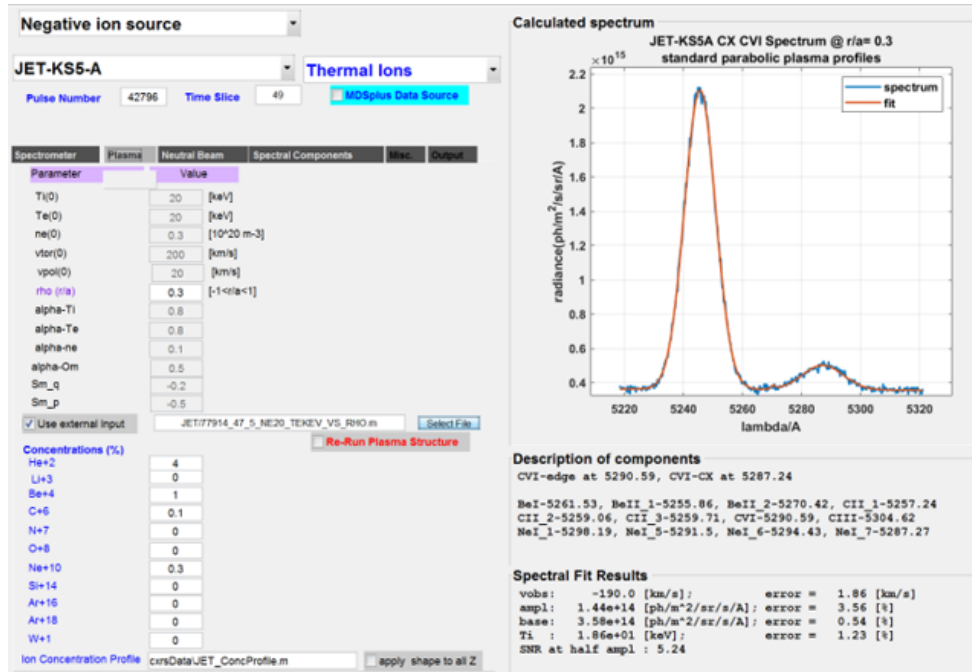 Negative ion source
JET-KS5-A
Thermal Ions
Pulse Number 42796 Time Slice 49 MDSplus Data Source
Spectrometer Plasma Neutral Beam Spectral Components Misc. Output
Parameter Value
Ti(0) 20 [keV]
Te(0) 20 [keV]
ne(0) 0.3 [10^20 m-3]
vtor(0) 200 [km/s]
vpol(0) 20 [km/s]
rho (r/a) 0.3 [-1<r/a<1]
alpha-Ti 0.8
alpha-Te 0.8
alpha-ne 0.1
alpha-Om 0.5
Sm_q -0.2
Sm_p -0.5
Use external input JET/77914_47_5_NE20_TEKEV_VS_RHO.m Select File
Re-Run Plasma Structure
Concentrations (%)
He+2 4
Li+3 0
Be+4 1
C+6 0.1
N+7 0
O+8 0
Ne+10 0.3
Si+14 0
Ar+16 0
Ar+18 0
W+1 0
Ion Concentration Profile cxrsData\JET_ConcProfile.m apply shape to all Z
Calculated spectrum
JET-KS5A CX CVI Spectrum @ r/a= 0.3
standard parabolic plasma profiles
×10^15
2.2
2
1.8
1.6
1.4
1.2
1
0.8
0.6
0.4
radiance(ph/m^2/s/sr/A)
spectrum
fit
5220 5240 5260 5280 5300 5320
lambda/A
Description of components
CVI-edge at 5290.59, CVI-CX at 5287.24
BeI-5261.53, BeII_1-5255.86, BeII_2-5270.42, CII_1-5257.24
CII_2-5259.06, CII_3-5259.71, CVI-5290.59, CIII-5304.62
NeI_1-5298.19, NeI_5-5291.5, NeI_6-5294.43, NeI_7-5287.27
Spectral Fit Results
vobs: -190.0 [km/s]; error = 1.86 [km/s]
ampl: 1.44e+14 [ph/m^2/sr/s/A]; error = 3.56 [%]
base: 3.58e+14 [ph/m^2/sr/s/A]; error = 0.54 [%]
Ti : 1.86e+01 [keV]; error = 1.23 [%]
SNR at half ampl : 5.24